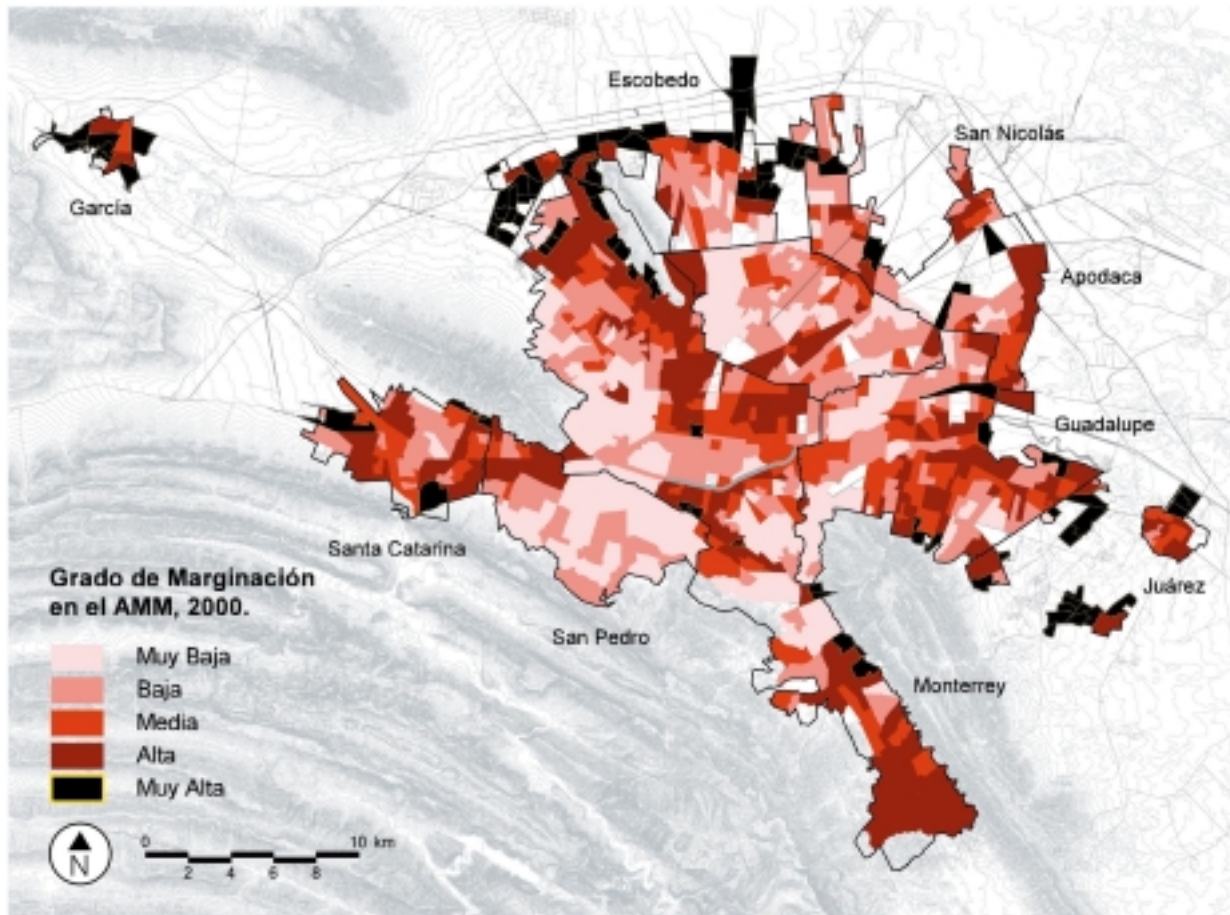 Escobedo
San Nicolás
García
Apodaca
Guadalupe
Santa Catarina
Juárez
San Pedro
Monterrey
Grado de Marginación
en el AMM, 2000.
Muy Baja
Baja
Media
Alta
Muy Alta
N
0 10 km
2 4 6 8